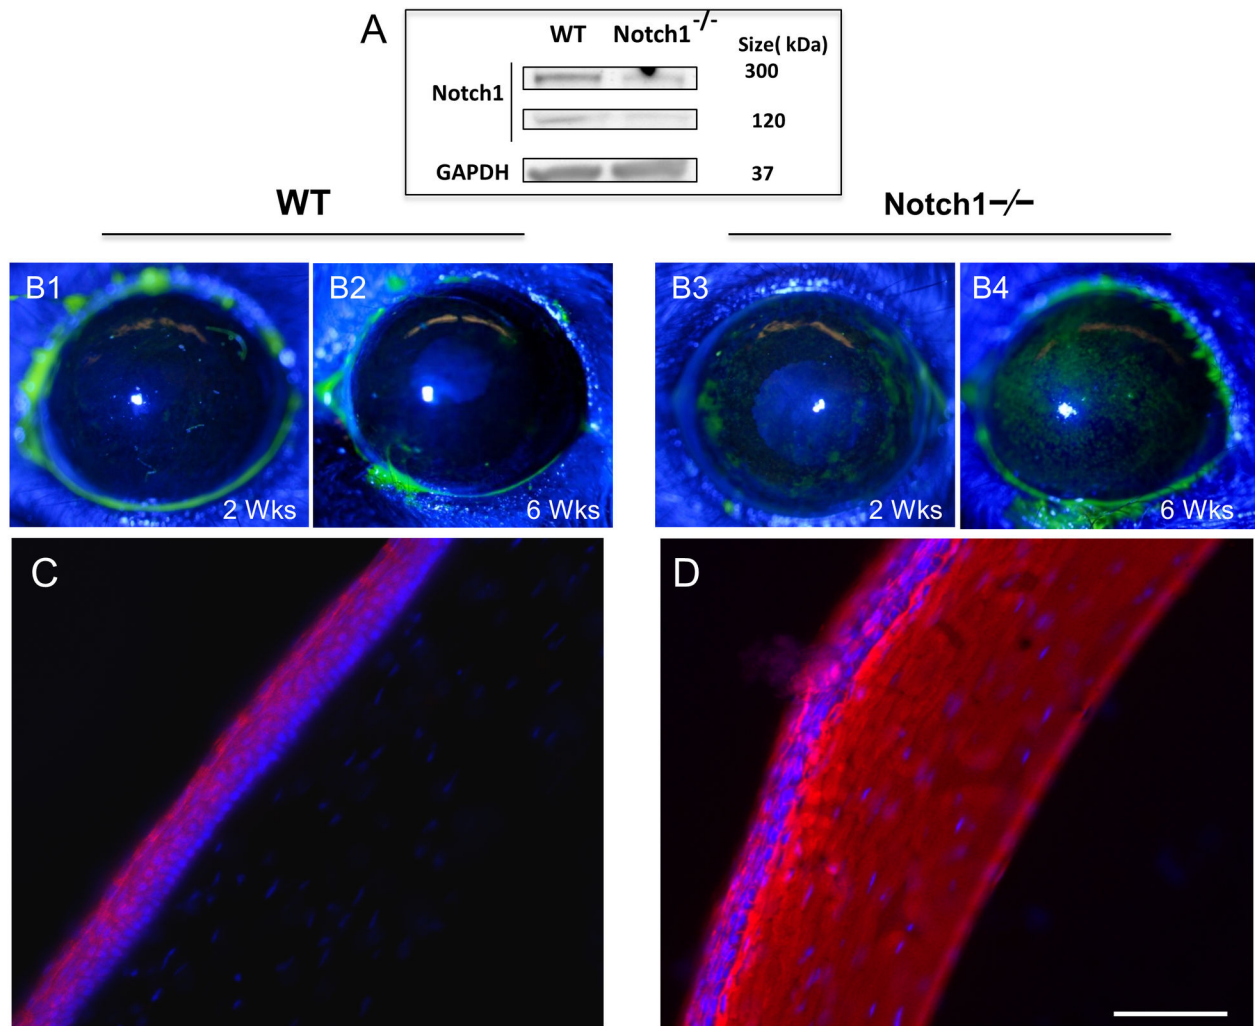 A
WT Notch1-/- Size( kDa)
Notch1
300
120
GAPDH 37
WT
Notch1−/−
B1
2 Wks
B2
6 Wks
B3
2 Wks
B4
6 Wks
C
D